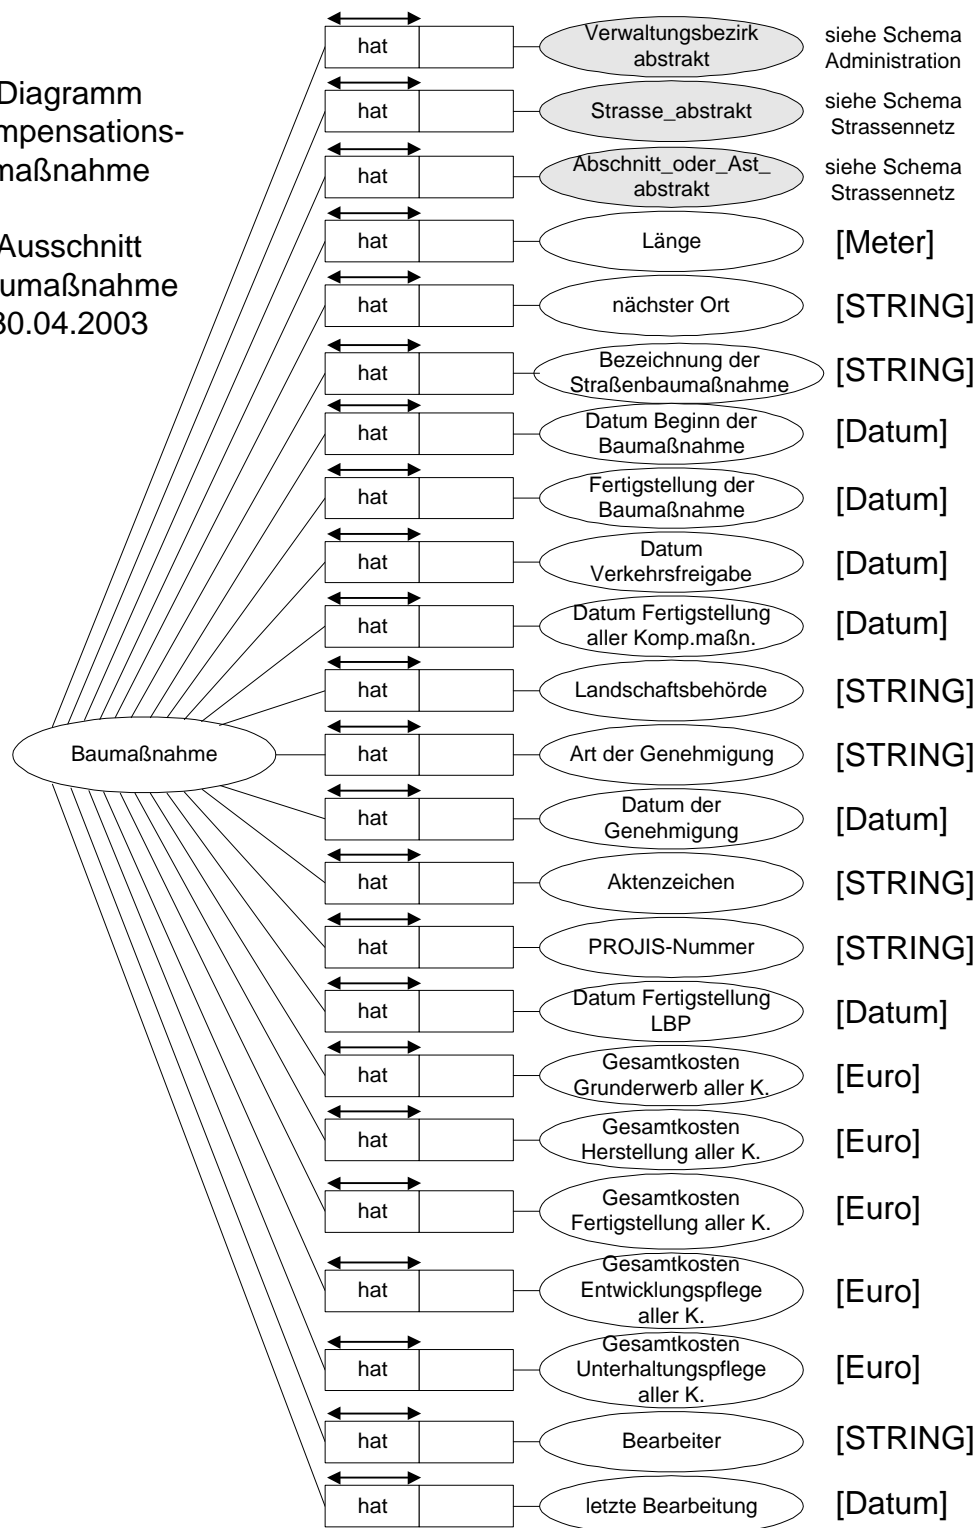 hat
Verwaltungsbezirk
abstrakt
siehe Schema
Administration
Diagramm
mpensations-
maßnahme
hat
Strasse_abstrakt
siehe Schema
Strassennetz
hat
Abschnitt_oder_Ast_
abstrakt
siehe Schema
Strassennetz
Ausschnitt
umaßnahme
30.04.2003
hat
Länge
[Meter]
hat
nächster Ort
[STRING]
hat
Bezeichnung der
Straßenbaumaßnahme
[STRING]
hat
Datum Beginn der
Baumaßnahme
[Datum]
hat
Fertigstellung der
Baumaßnahme
[Datum]
hat
Datum
Verkehrsfreigabe
[Datum]
hat
Datum Fertigstellung
aller Komp.maßn.
[Datum]
hat
Landschaftsbehörde
[STRING]
Baumaßnahme
hat
Art der Genehmigung
[STRING]
hat
Datum der
Genehmigung
[Datum]
hat
Aktenzeichen
[STRING]
hat
PROJIS-Nummer
[STRING]
hat
Datum Fertigstellung
LBP
[Datum]
hat
Gesamtkosten
Grunderwerb aller K.
[Euro]
hat
Gesamtkosten
Herstellung aller K.
[Euro]
hat
Gesamtkosten
Fertigstellung aller K.
[Euro]
hat
Gesamtkosten
Entwicklungspflege
aller K.
[Euro]
hat
Gesamtkosten
Unterhaltungspflege
aller K.
[Euro]
hat
Bearbeiter
[STRING]
hat
letzte Bearbeitung
[Datum]